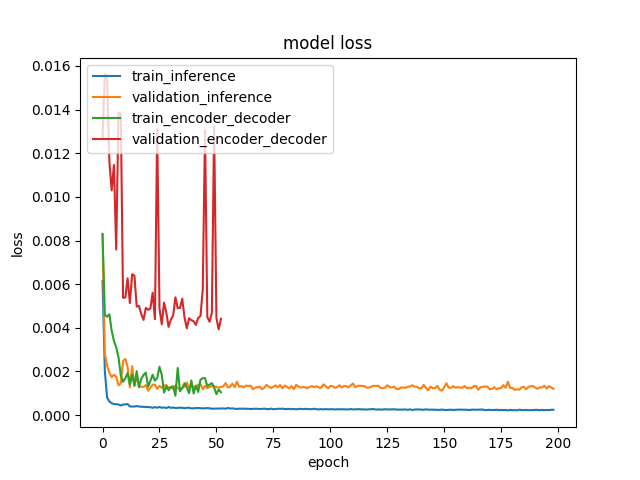 model loss
train_inference
validation_inference
train_encoder_decoder
validation_encoder_decoder
0.016
0.014
0.012
0.010
0.008
0.006
0.004
0.002
0.000
loss
0 25 50 75 100 125 150 175 200
epoch